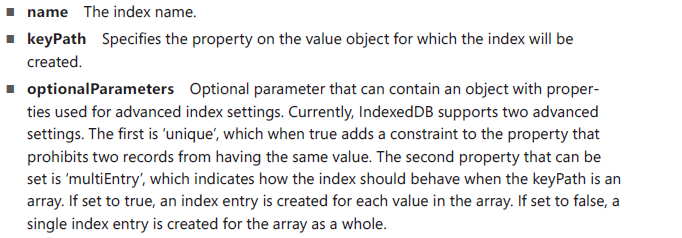 ■ name The index name.
■ keyPath Specifies the property on the value object for which the index will be
created.
■ optionalParameters Optional parameter that can contain an object with proper-
ties used for advanced index settings. Currently, IndexedDB supports two advanced
settings. The first is ‘unique’, which when true adds a constraint to the property that
prohibits two records from having the same value. The second property that can be
set is ‘multiEntry’, which indicates how the index should behave when the keyPath is an
array. If set to true, an index entry is created for each value in the array. If set to false, a
single index entry is created for the array as a whole.